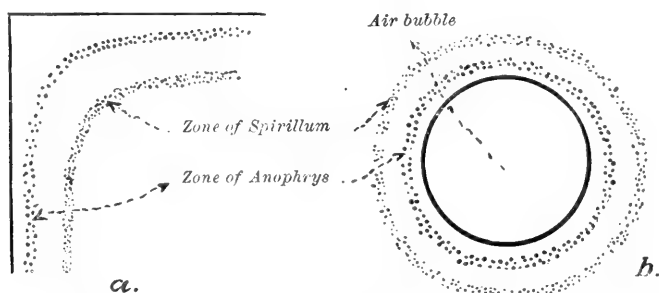 Air bubble
Zone of Spirillum
Zone of Anophrys
a.
b.